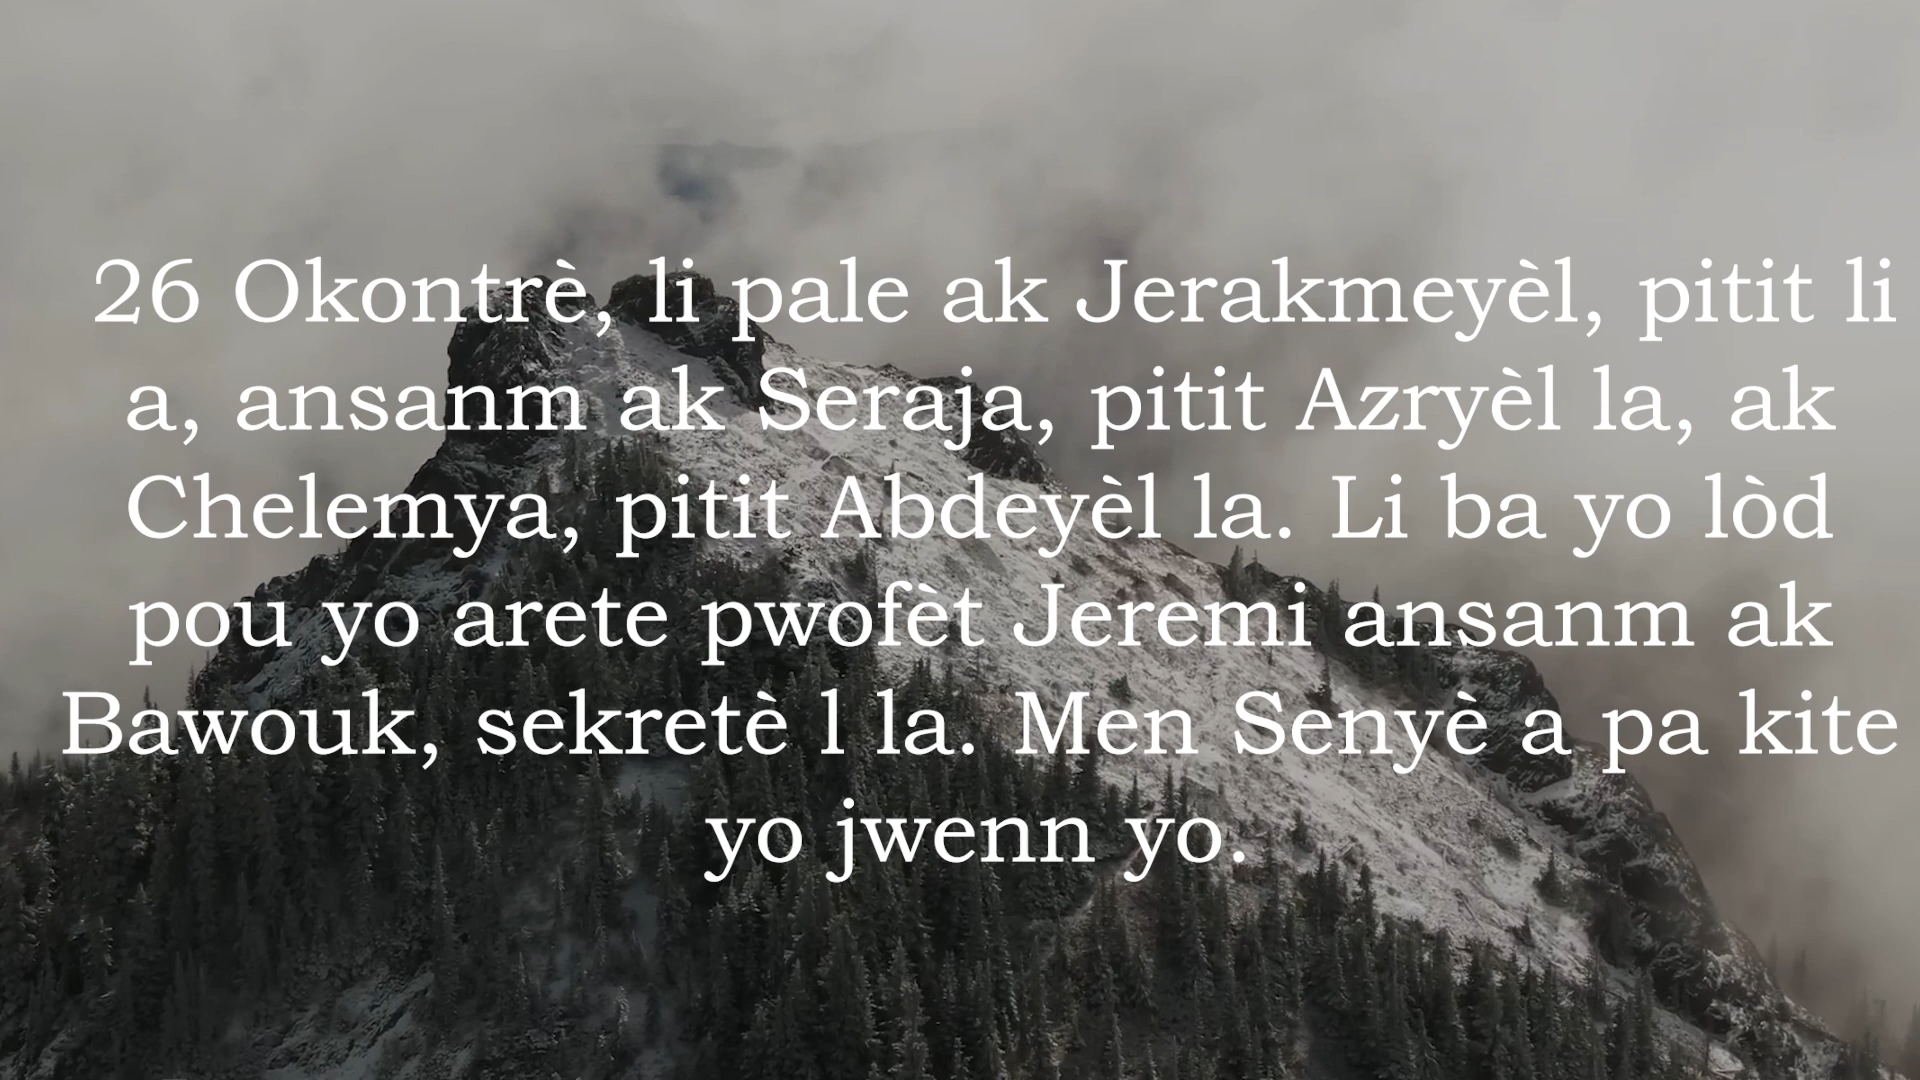 26 Okontrè, li pale ak Jerakmeyèl, pitit li
a, ansanm ak Seraja, pitit Azryèl la, ak
Chelemya, pitit Abdeyèl la. Li ba yo lòd
pou yo arete pwofèt Jeremi ansanm ak
Bawouk, sekretè l la. Men Senyè a pa kite
yo jwenn yo.